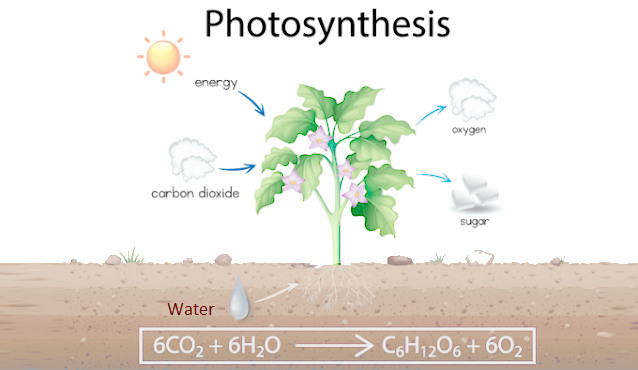 Photosynthesis
energy
oxygen
carbon dioxide
sugar
Water
6CO₂ + 6H₂O ⟶ C₆H₁₂O₆ + 6O₂